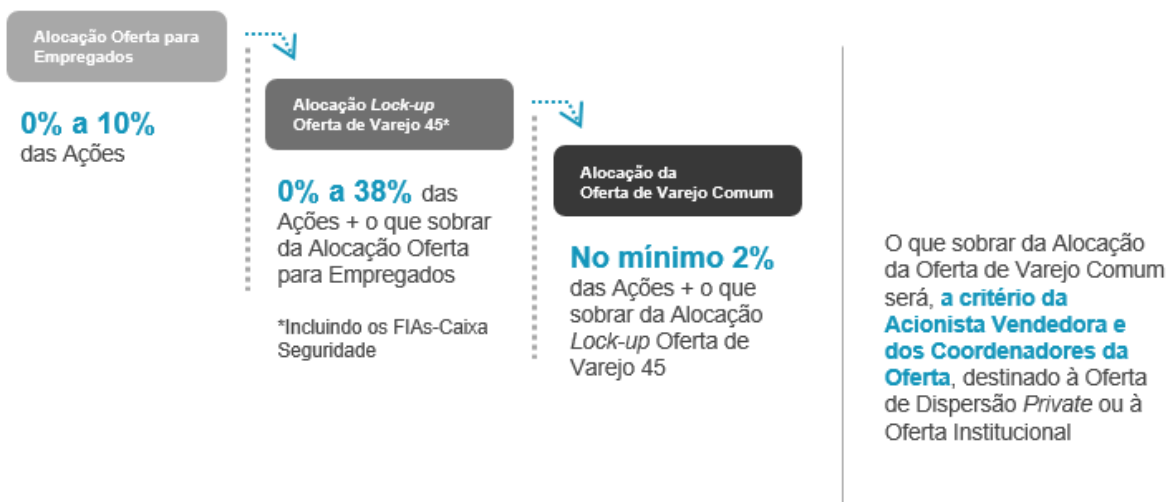 Alocação Oferta para
Empregados
0% a 10%
das Ações
Alocação Lock-up
Oferta de Varejo 45*
0% a 38% das
Ações + o que sobrar
da Alocação Oferta
para Empregados
*Incluindo os FIAs-Caixa
Seguridade
Alocação da
Oferta de Varejo Comum
No mínimo 2%
das Ações + o que
sobrar da Alocação
Lock-up Oferta de
Varejo 45
O que sobrar da Alocação
da Oferta de Varejo Comum
será, a critério da
Acionista Vendedora e
dos Coordenadores da
Oferta, destinado à Oferta
de Dispersão Private ou à
Oferta Institucional